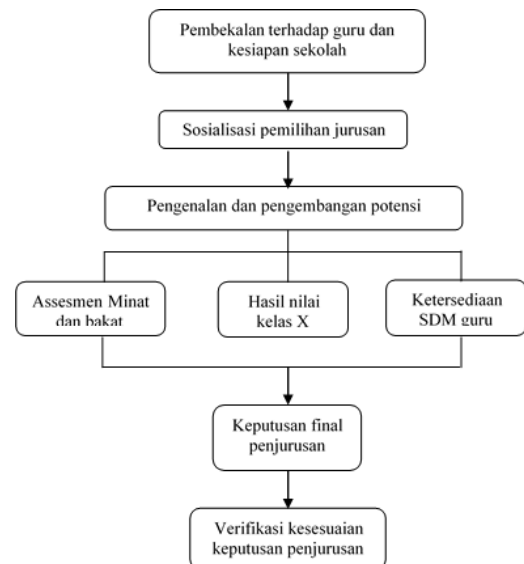 Pembekalan terhadap guru dan
kesiapan sekolah
Sosialisasi pemilihan jurusan
Pengenalan dan pengembangan potensi
Assesmen Minat
dan bakat
Hasil nilai
kelas X
Ketersediaan
SDM guru
Keputusan final
penjurusan
Verifikasi kesesuaian
keputusan penjurusan